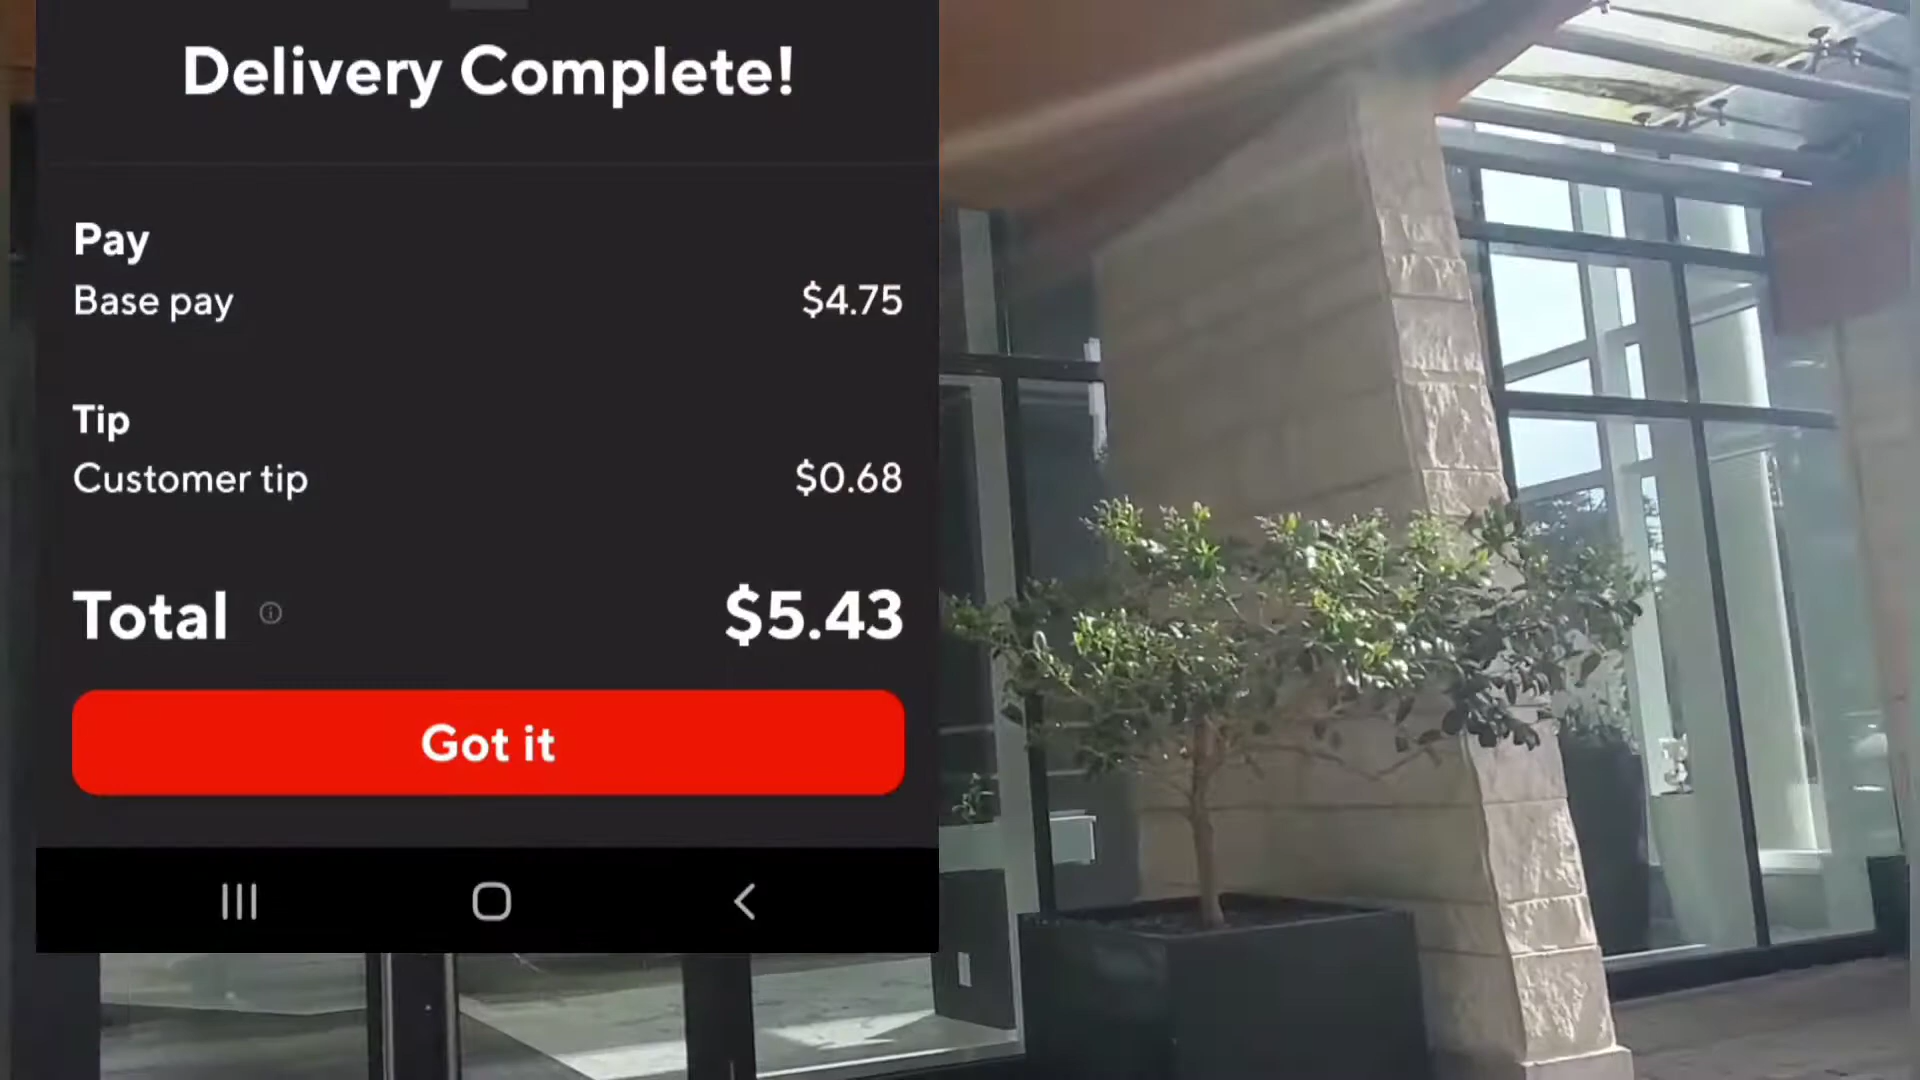 Delivery Complete!
Pay
Base pay $4.75
Tip
Customer tip $0.68
Total $5.43
Got it